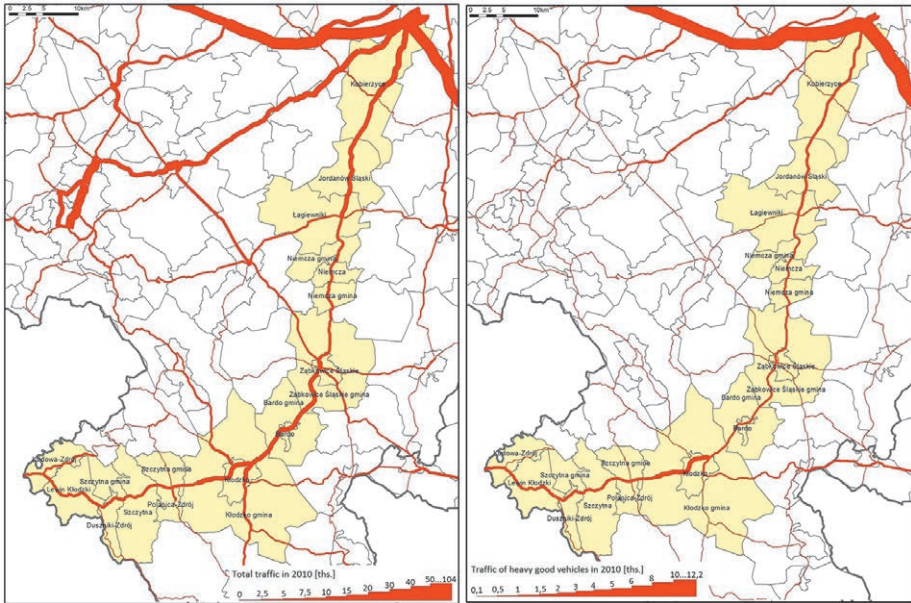 0 2.5 5 10km
Kobierzyce
Jordanów Śląski
Łagiewniki
Niemcza gmina
Niemcza
Niemcza gmina
Ząbkowice Śląskie
Ząbkowice Śląskie gmina
Bardo gmina
Bardo
Kudowa-Zdrój
Szczytna gmina
Szczytna gmina
Kłodzko
Lewin Kłodzki
Polanica-Zdrój
Szczytna
Kłodzko gmina
Duszniki-Zdrój
Total traffic in 2010 [ths.]
0 2,5 7,5 10 15 20 30 40 50...104
0 2.5 5 10km
Kobierzyce
Jordanów Śląski
Łagiewniki
Niemcza gmina
Niemcza
Niemcza gmina
Ząbkowice Śląskie
Ząbkowice Śląskie gmina
Bardo gmina
Bardo
Kudowa-Zdrój
Szczytna gmina
Szczytna gmina
Kłodzko
Lewin Kłodzki
Polanica-Zdrój
Szczytna
Kłodzko gmina
Duszniki-Zdrój
Traffic of heavy good vehicles in 2010 [ths.]
0,1 0,5 1 1,5 2 3 4 5 6 8 10...12,2